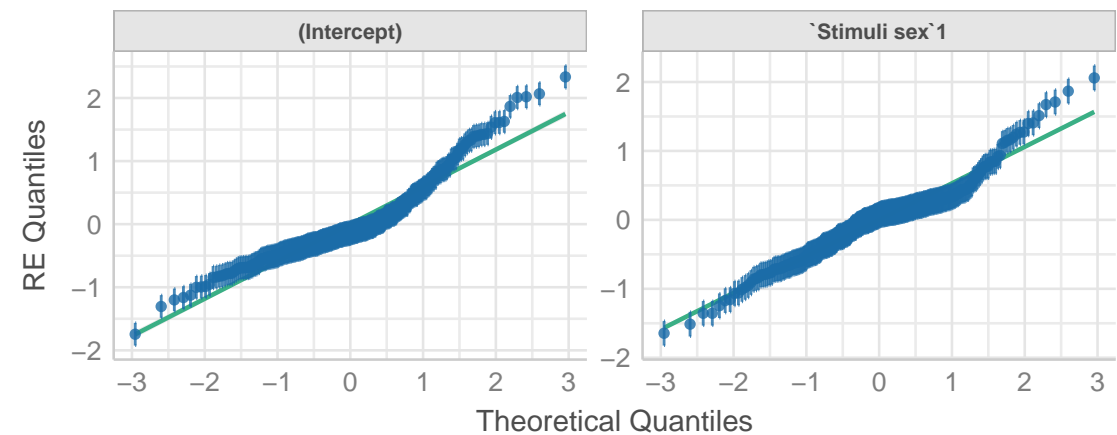 (Intercept)
`Stimuli sex`1
RE Quantiles
2
1
0
−1
−2
2
1
0
−1
−2
−3 −2 −1 0 1 2 3
−3 −2 −1 0 1 2 3
Theoretical Quantiles